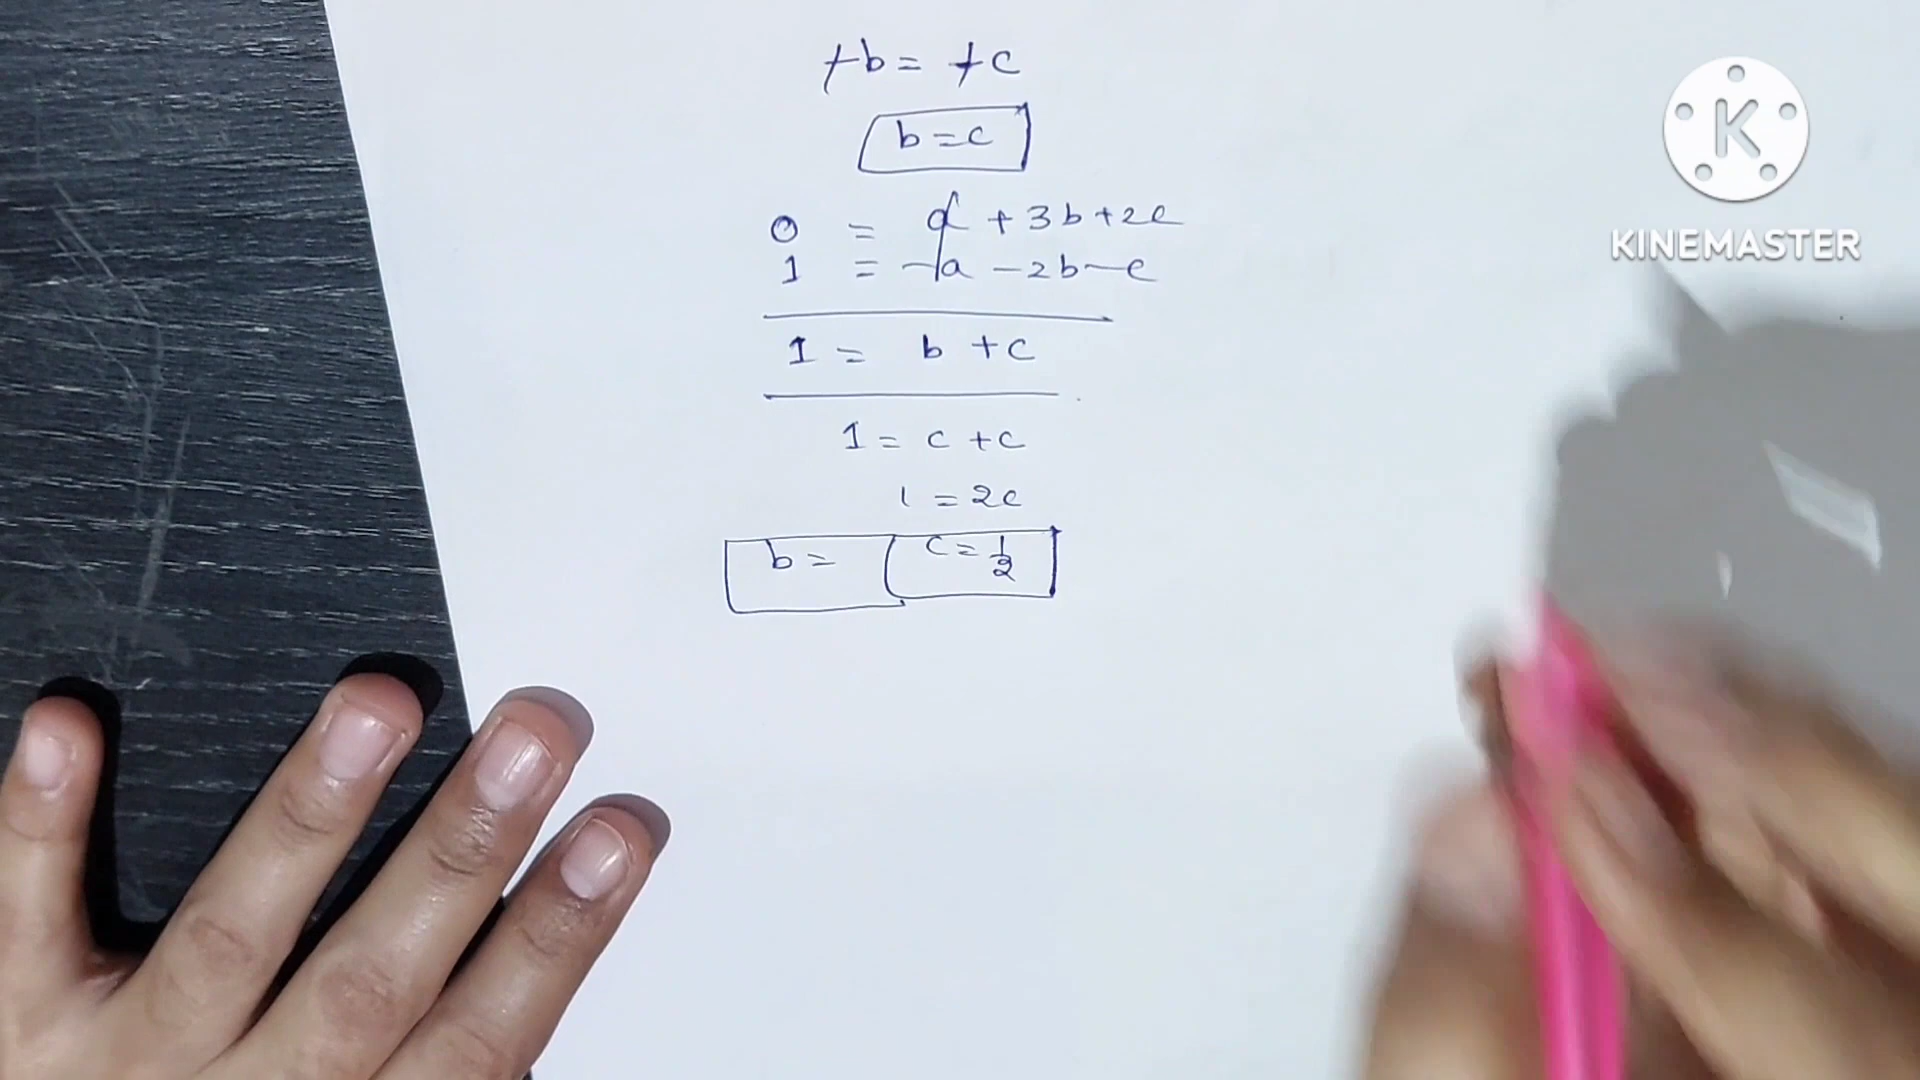 +b = +c
b = c
0 = a + 3b + 2c
1 = -a - 2b - c
1 = b + c
1 = c + c
1 = 2c
b = c = 1/2
K
KINEMASTER